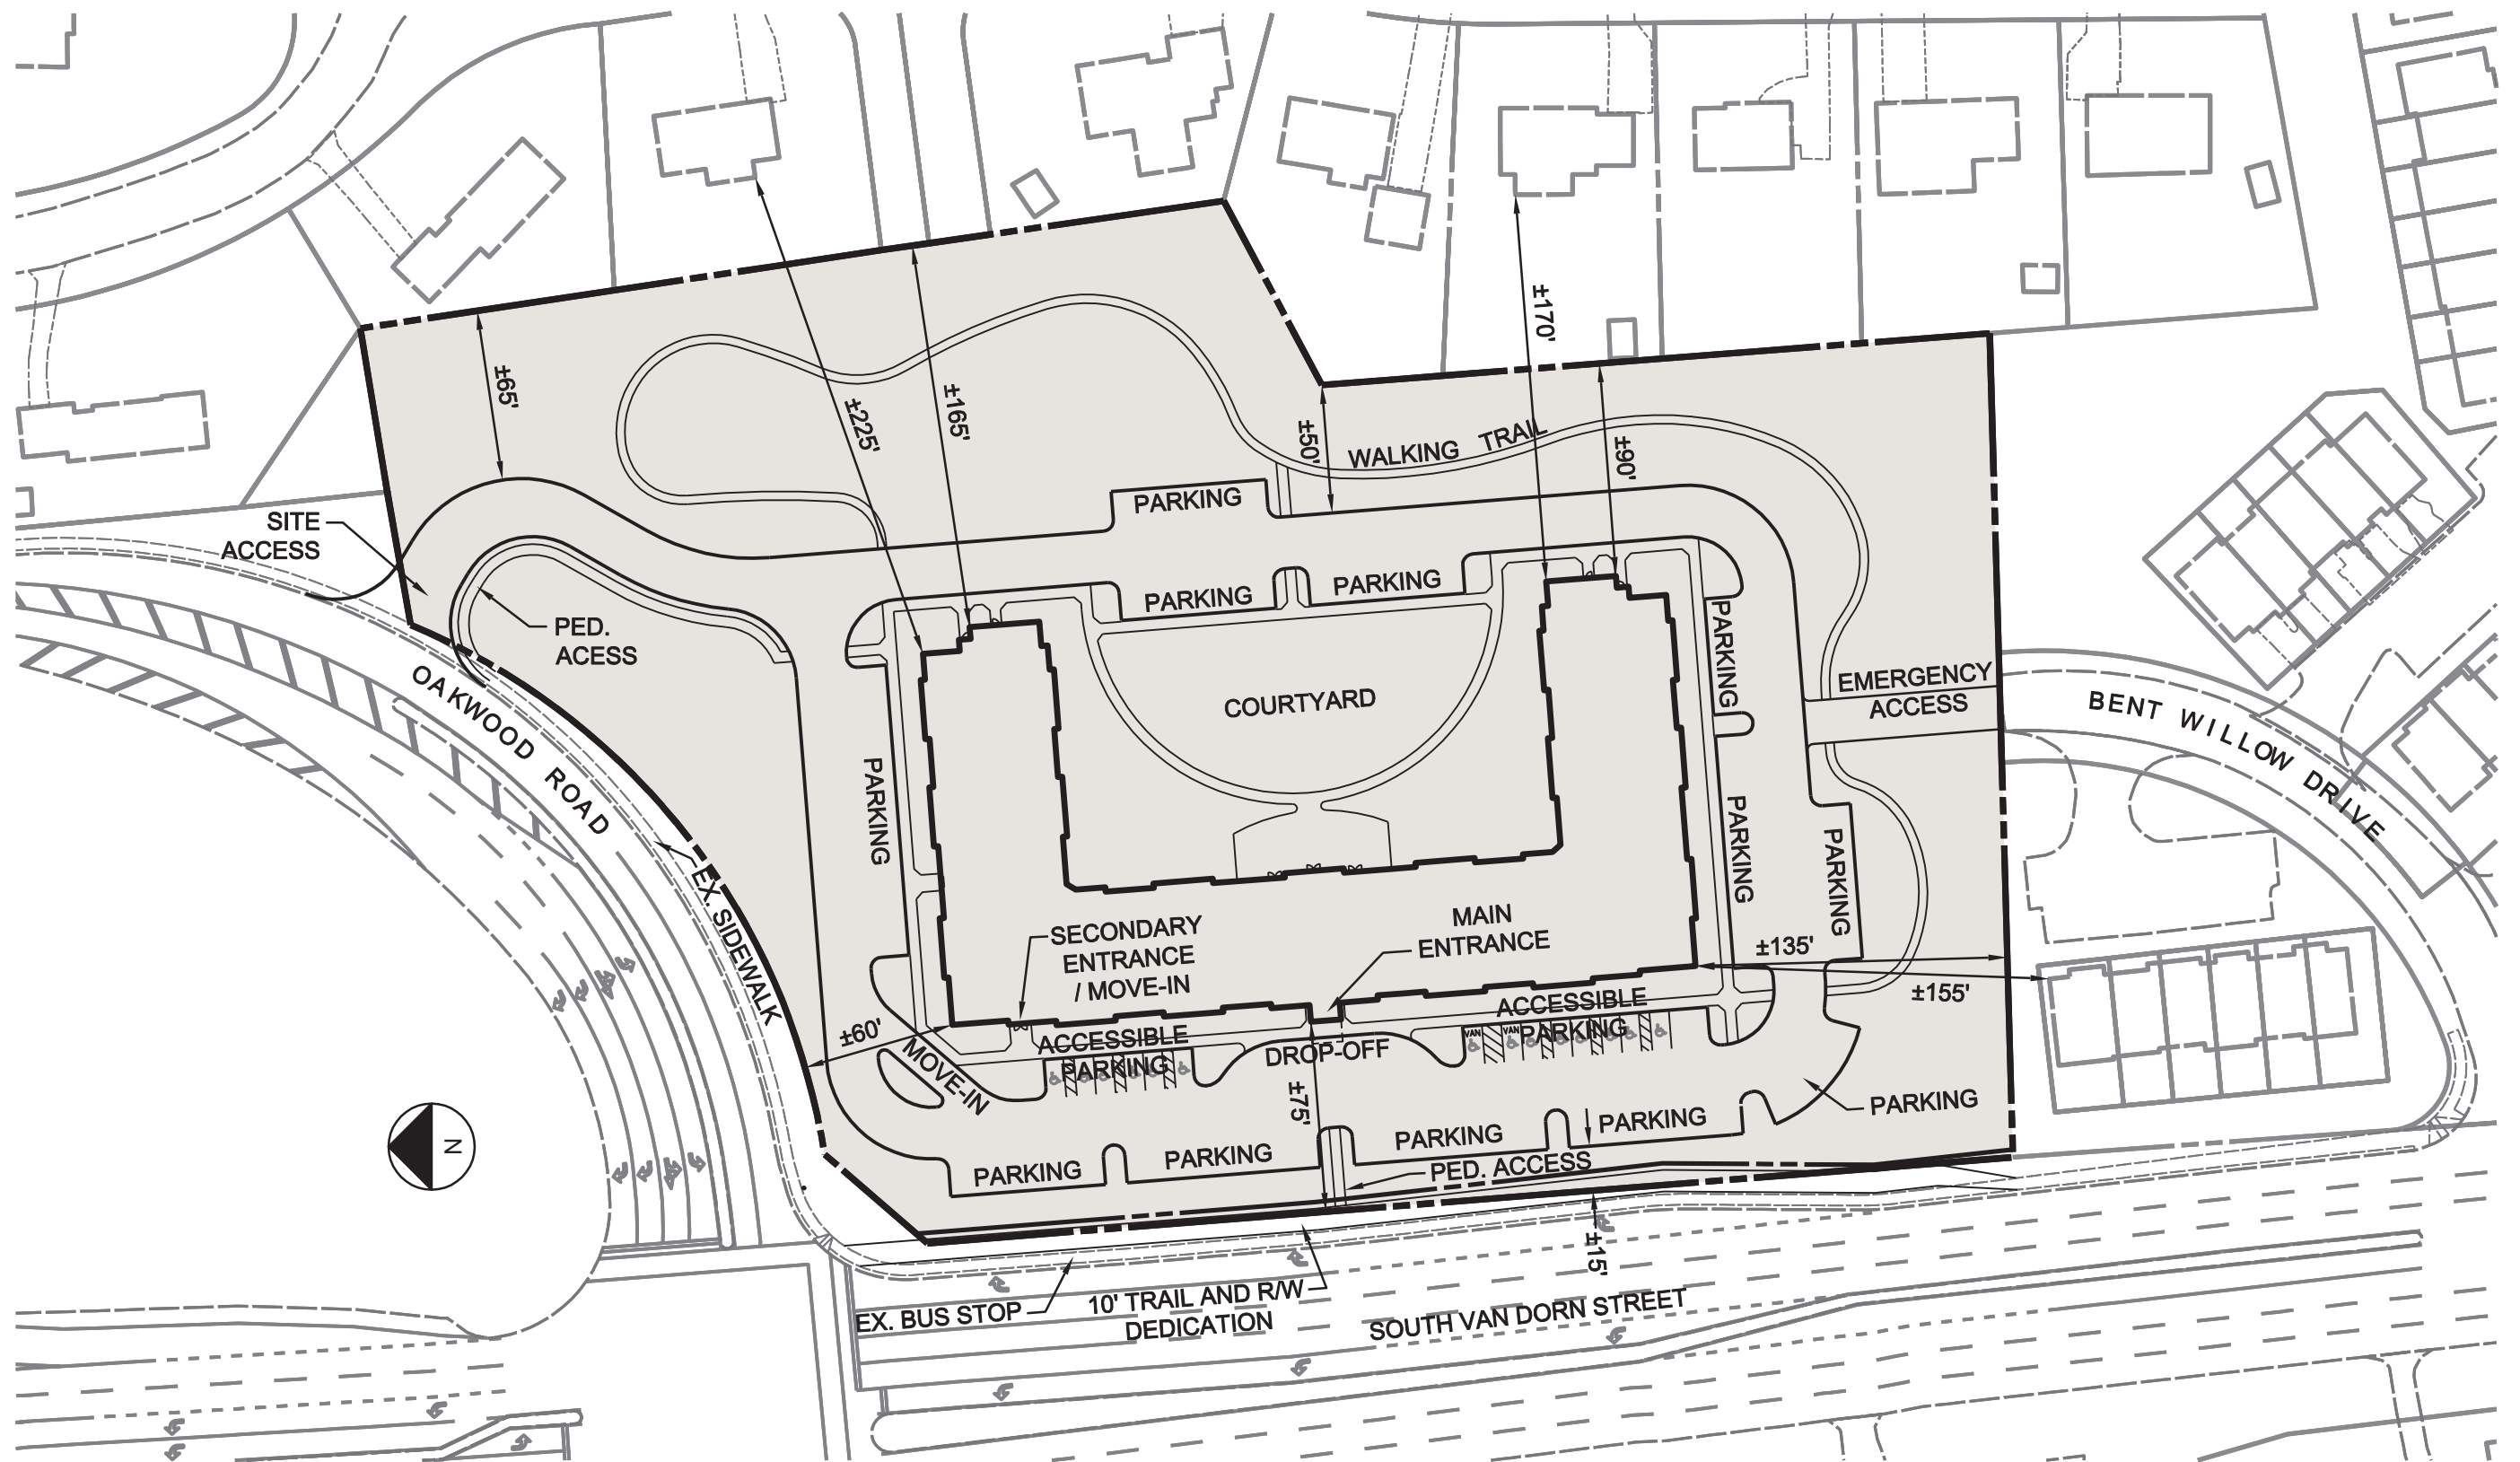 ±65'
±225'
±165'
±50'
±170'
±90'
WALKING TRAIL
PARKING
SITE
ACCESS
PED.
ACESS
PARKING
PARKING
PARKING
COURTYARD
EMERGENCY
ACCESS
BENT WILLOW DRIVE
OAKWOOD ROAD
PARKING
PARKING
PARKING
EX. SIDEWALK
SECONDARY
ENTRANCE
/ MOVE-IN
MAIN
ENTRANCE
±135'
±155'
±60'
MOVE-IN
ACCESSIBLE
PARKING
DROP-OFF
ACCESSIBLE
PARKING
VAN
VAN
±75'
PARKING
PARKING
PARKING
PARKING
PARKING
PED. ACCESS
N
±15'
EX. BUS STOP
10' TRAIL AND R/W
DEDICATION
SOUTH VAN DORN STREET